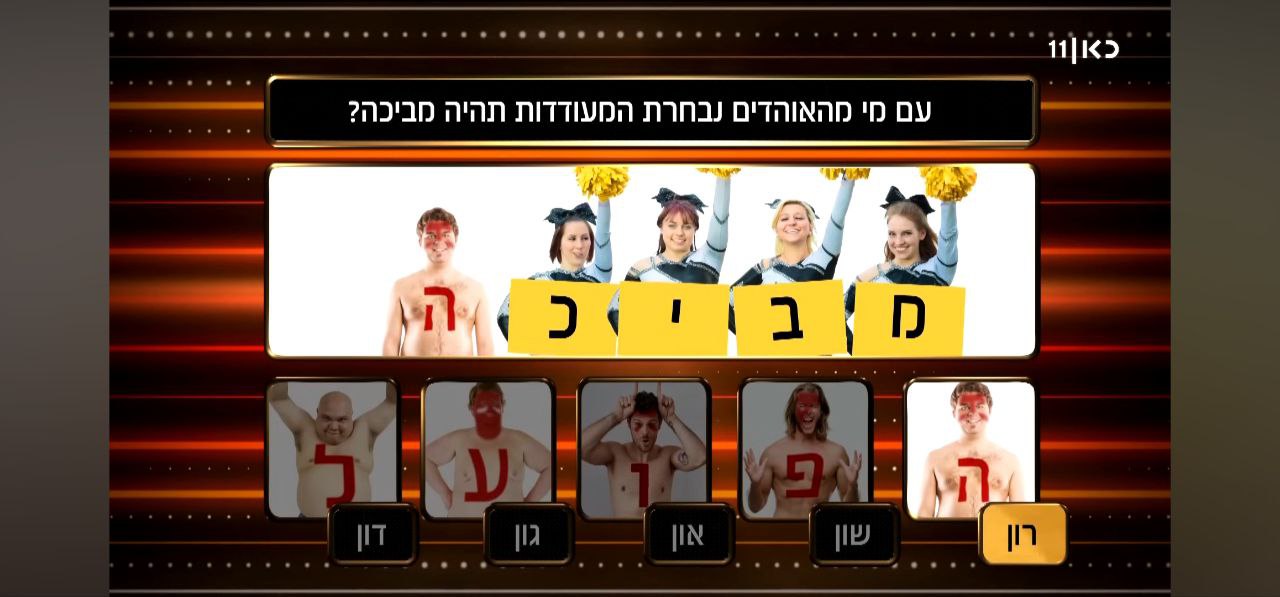 כאן|11
עם מי מהאוהדים נבחרת המעודדות תהיה מביכה?
מ ב י כ ה
ה פ ו ע ל
רון שון און גון דון